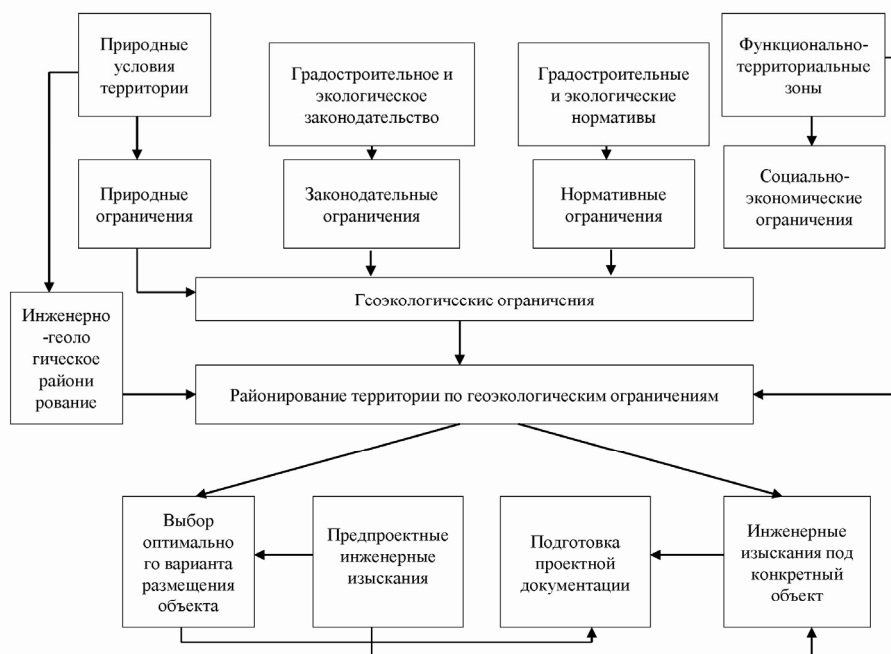 Природные
условия
территории
Градостроительное и
экологическое
законодательство
Градостроительные
и экологические
нормативы
Функционально-
территориальные
зоны
Природные
ограничения
Законодательные
ограничения
Нормативные
ограничения
Социально-
экономические
ограничения
Геоэкологические ограничения
Инженерно
-геоло
гическое
райони
рование
Районирование территории по геоэкологическим ограничениям
Выбор
оптимально
го варианта
размещения
объекта
Предпроектные
инженерные
изыскания
Подготовка
проектной
документации
Инженерные
изыскания под
конкретный
объект